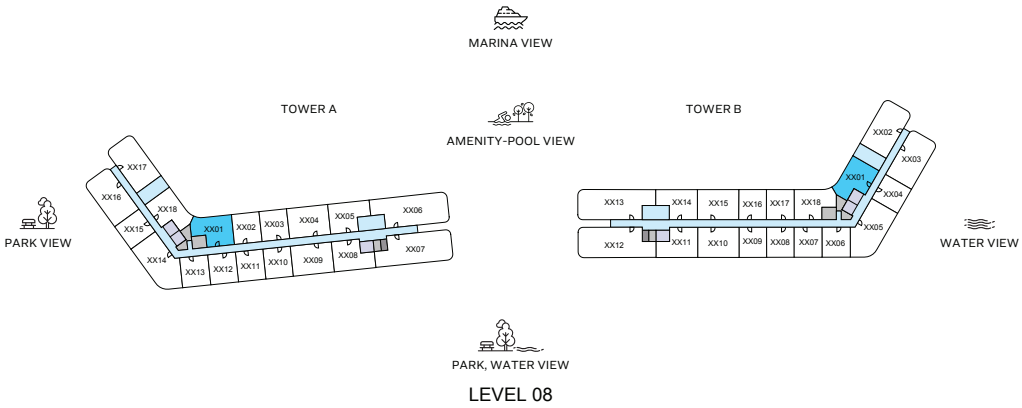 MARINA VIEW
TOWER A
TOWER B
AMENITY-POOL VIEW
PARK VIEW
WATER VIEW
XX17
XX16
XX18
XX15
XX14
XX01
XX02
XX03
XX04
XX05
XX06
XX13
XX12
XX11
XX10
XX09
XX08
XX07
XX02
XX03
XX01
XX04
XX05
XX13
XX14
XX15
XX16
XX17
XX18
XX12
XX11
XX10
XX09
XX08
XX07
XX06
PARK, WATER VIEW
LEVEL 08